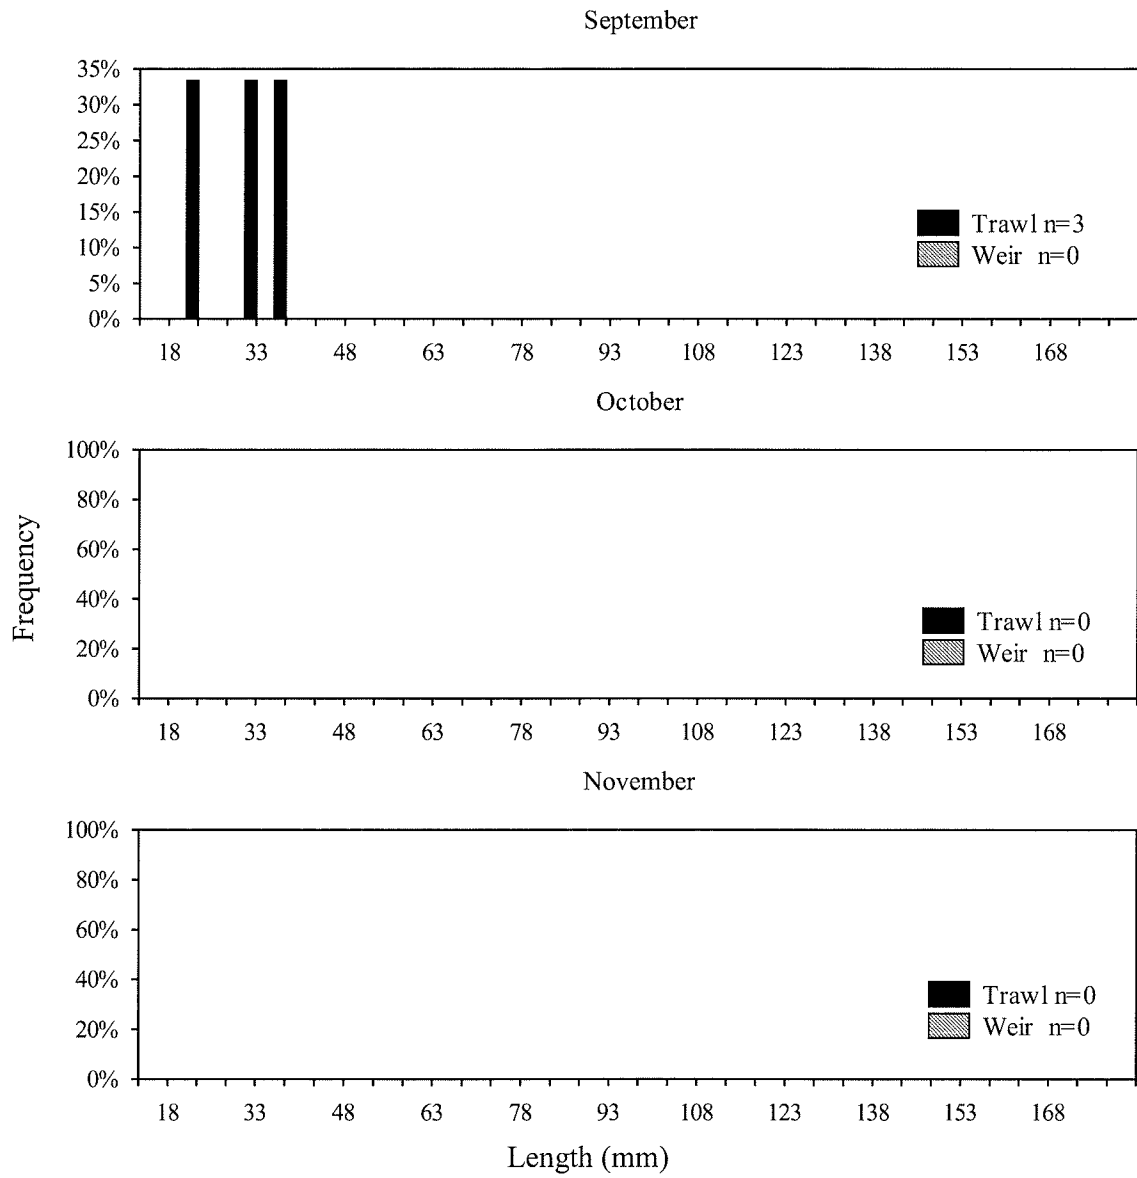 September
35%
30%
25%
20%
15%
10%
5%
0%
Trawl n=3
Weir n=0
18 33 48 63 78 93 108 123 138 153 168
October
100%
80%
60%
40%
20%
0%
Trawl n=0
Weir n=0
18 33 48 63 78 93 108 123 138 153 168
Frequency
November
100%
80%
60%
40%
20%
0%
Trawl n=0
Weir n=0
18 33 48 63 78 93 108 123 138 153 168
Length (mm)